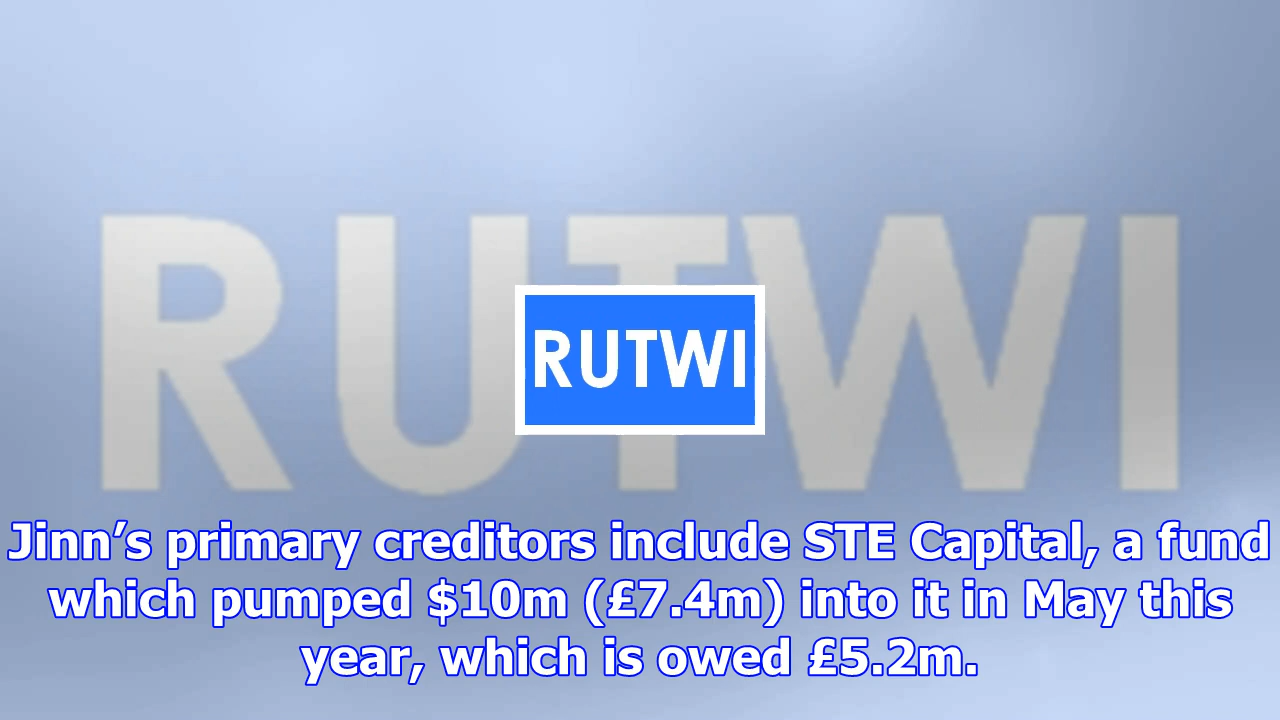 RUTWI
RUTWI
Jinn’s primary creditors include STE Capital, a fund
which pumped $10m (£7.4m) into it in May this
year, which is owed £5.2m.